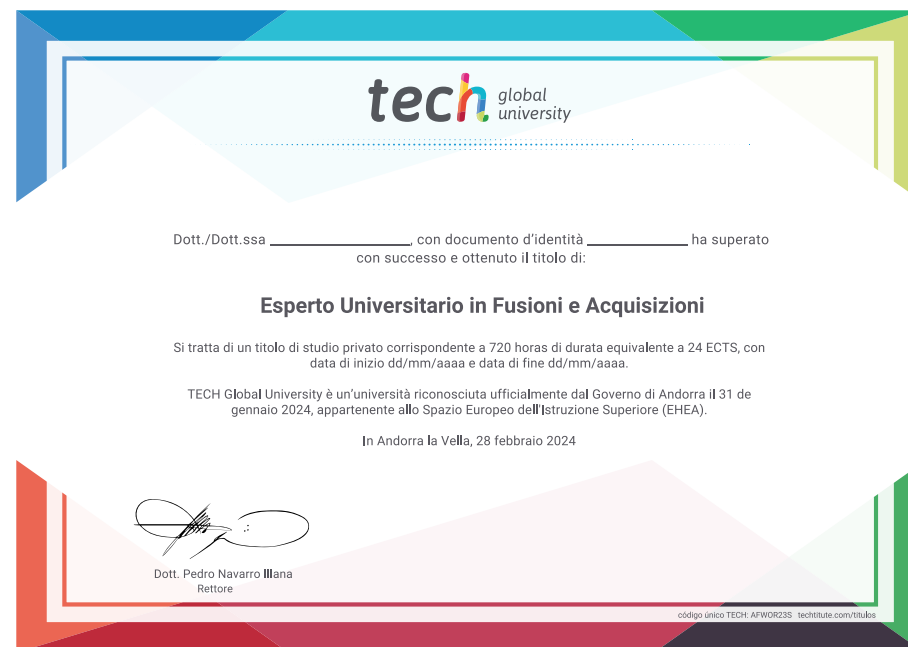 tech global
university
Dott./Dott.ssa ____________________, con documento d'identità ______________ ha superato
con successo e ottenuto il titolo di:
Esperto Universitario in Fusioni e Acquisizioni
Si tratta di un titolo di studio privato corrispondente a 720 horas di durata equivalente a 24 ECTS, con
data di inizio dd/mm/aaaa e data di fine dd/mm/aaaa.
TECH Global University è un'università riconosciuta ufficialmente dal Governo di Andorra il 31 de
gennaio 2024, appartenente allo Spazio Europeo dell'Istruzione Superiore (EHEA).
In Andorra la Vella, 28 febbraio 2024
Dott. Pedro Navarro Illana
Rettore
código único TECH: AFWOR23S techtitute.com/titulos